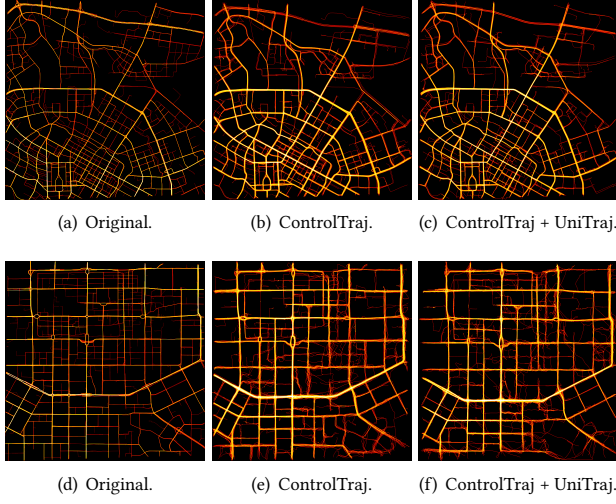 (a) Original.
(b) ControlTraj.
(c) ControlTraj + UniTraj.
(d) Original.
(e) ControlTraj.
(f) ControlTraj + UniTraj.